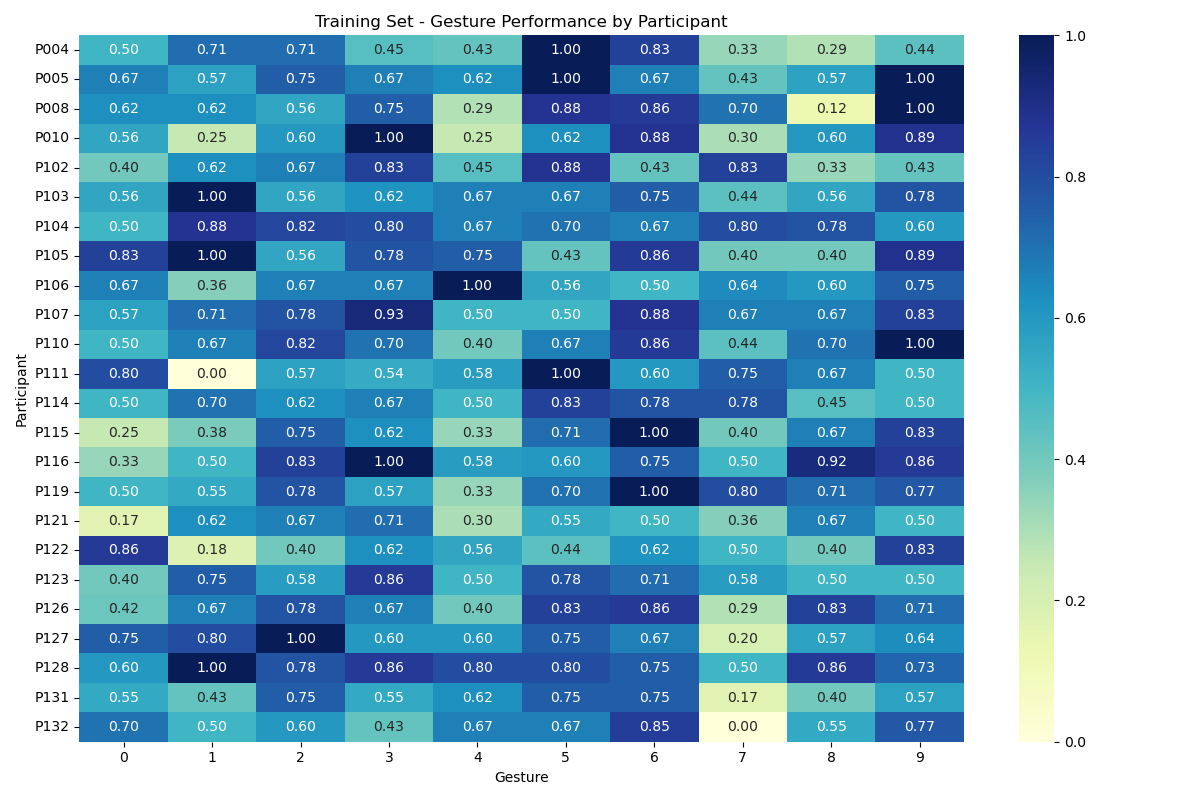 Training Set - Gesture Performance by Participant
P004 0.50 0.71 0.71 0.45 0.43 1.00 0.83 0.33 0.29 0.44
P005 0.67 0.57 0.75 0.67 0.62 1.00 0.67 0.43 0.57 1.00
P008 0.62 0.62 0.56 0.75 0.29 0.88 0.86 0.70 0.12 1.00
P010 0.56 0.25 0.60 1.00 0.25 0.62 0.88 0.30 0.60 0.89
P102 0.40 0.62 0.67 0.83 0.45 0.88 0.43 0.83 0.33 0.43
P103 0.56 1.00 0.56 0.62 0.67 0.67 0.75 0.44 0.56 0.78
P104 0.50 0.88 0.82 0.80 0.67 0.70 0.67 0.80 0.78 0.60
P105 0.83 1.00 0.56 0.78 0.75 0.43 0.86 0.40 0.40 0.89
P106 0.67 0.36 0.67 0.67 1.00 0.56 0.50 0.64 0.60 0.75
P107 0.57 0.71 0.78 0.93 0.50 0.50 0.88 0.67 0.67 0.83
P110 0.50 0.67 0.82 0.70 0.40 0.67 0.86 0.44 0.70 1.00
P111 0.80 0.00 0.57 0.54 0.58 1.00 0.60 0.75 0.67 0.50
P114 0.50 0.70 0.62 0.67 0.50 0.83 0.78 0.78 0.45 0.50
P115 0.25 0.38 0.75 0.62 0.33 0.71 1.00 0.40 0.67 0.83
P116 0.33 0.50 0.83 1.00 0.58 0.60 0.75 0.50 0.92 0.86
P119 0.50 0.55 0.78 0.57 0.33 0.70 1.00 0.80 0.71 0.77
P121 0.17 0.62 0.67 0.71 0.30 0.55 0.50 0.36 0.67 0.50
P122 0.86 0.18 0.40 0.62 0.56 0.44 0.62 0.50 0.40 0.83
P123 0.40 0.75 0.58 0.86 0.50 0.78 0.71 0.58 0.50 0.50
P126 0.42 0.67 0.78 0.67 0.40 0.83 0.86 0.29 0.83 0.71
P127 0.75 0.80 1.00 0.60 0.60 0.75 0.67 0.20 0.57 0.64
P128 0.60 1.00 0.78 0.86 0.80 0.80 0.75 0.50 0.86 0.73
P131 0.55 0.43 0.75 0.55 0.62 0.75 0.75 0.17 0.40 0.57
P132 0.70 0.50 0.60 0.43 0.67 0.67 0.85 0.00 0.55 0.77
0 1 2 3 4 5 6 7 8 9
Gesture
Participant
1.0
0.8
0.6
0.4
0.2
0.0